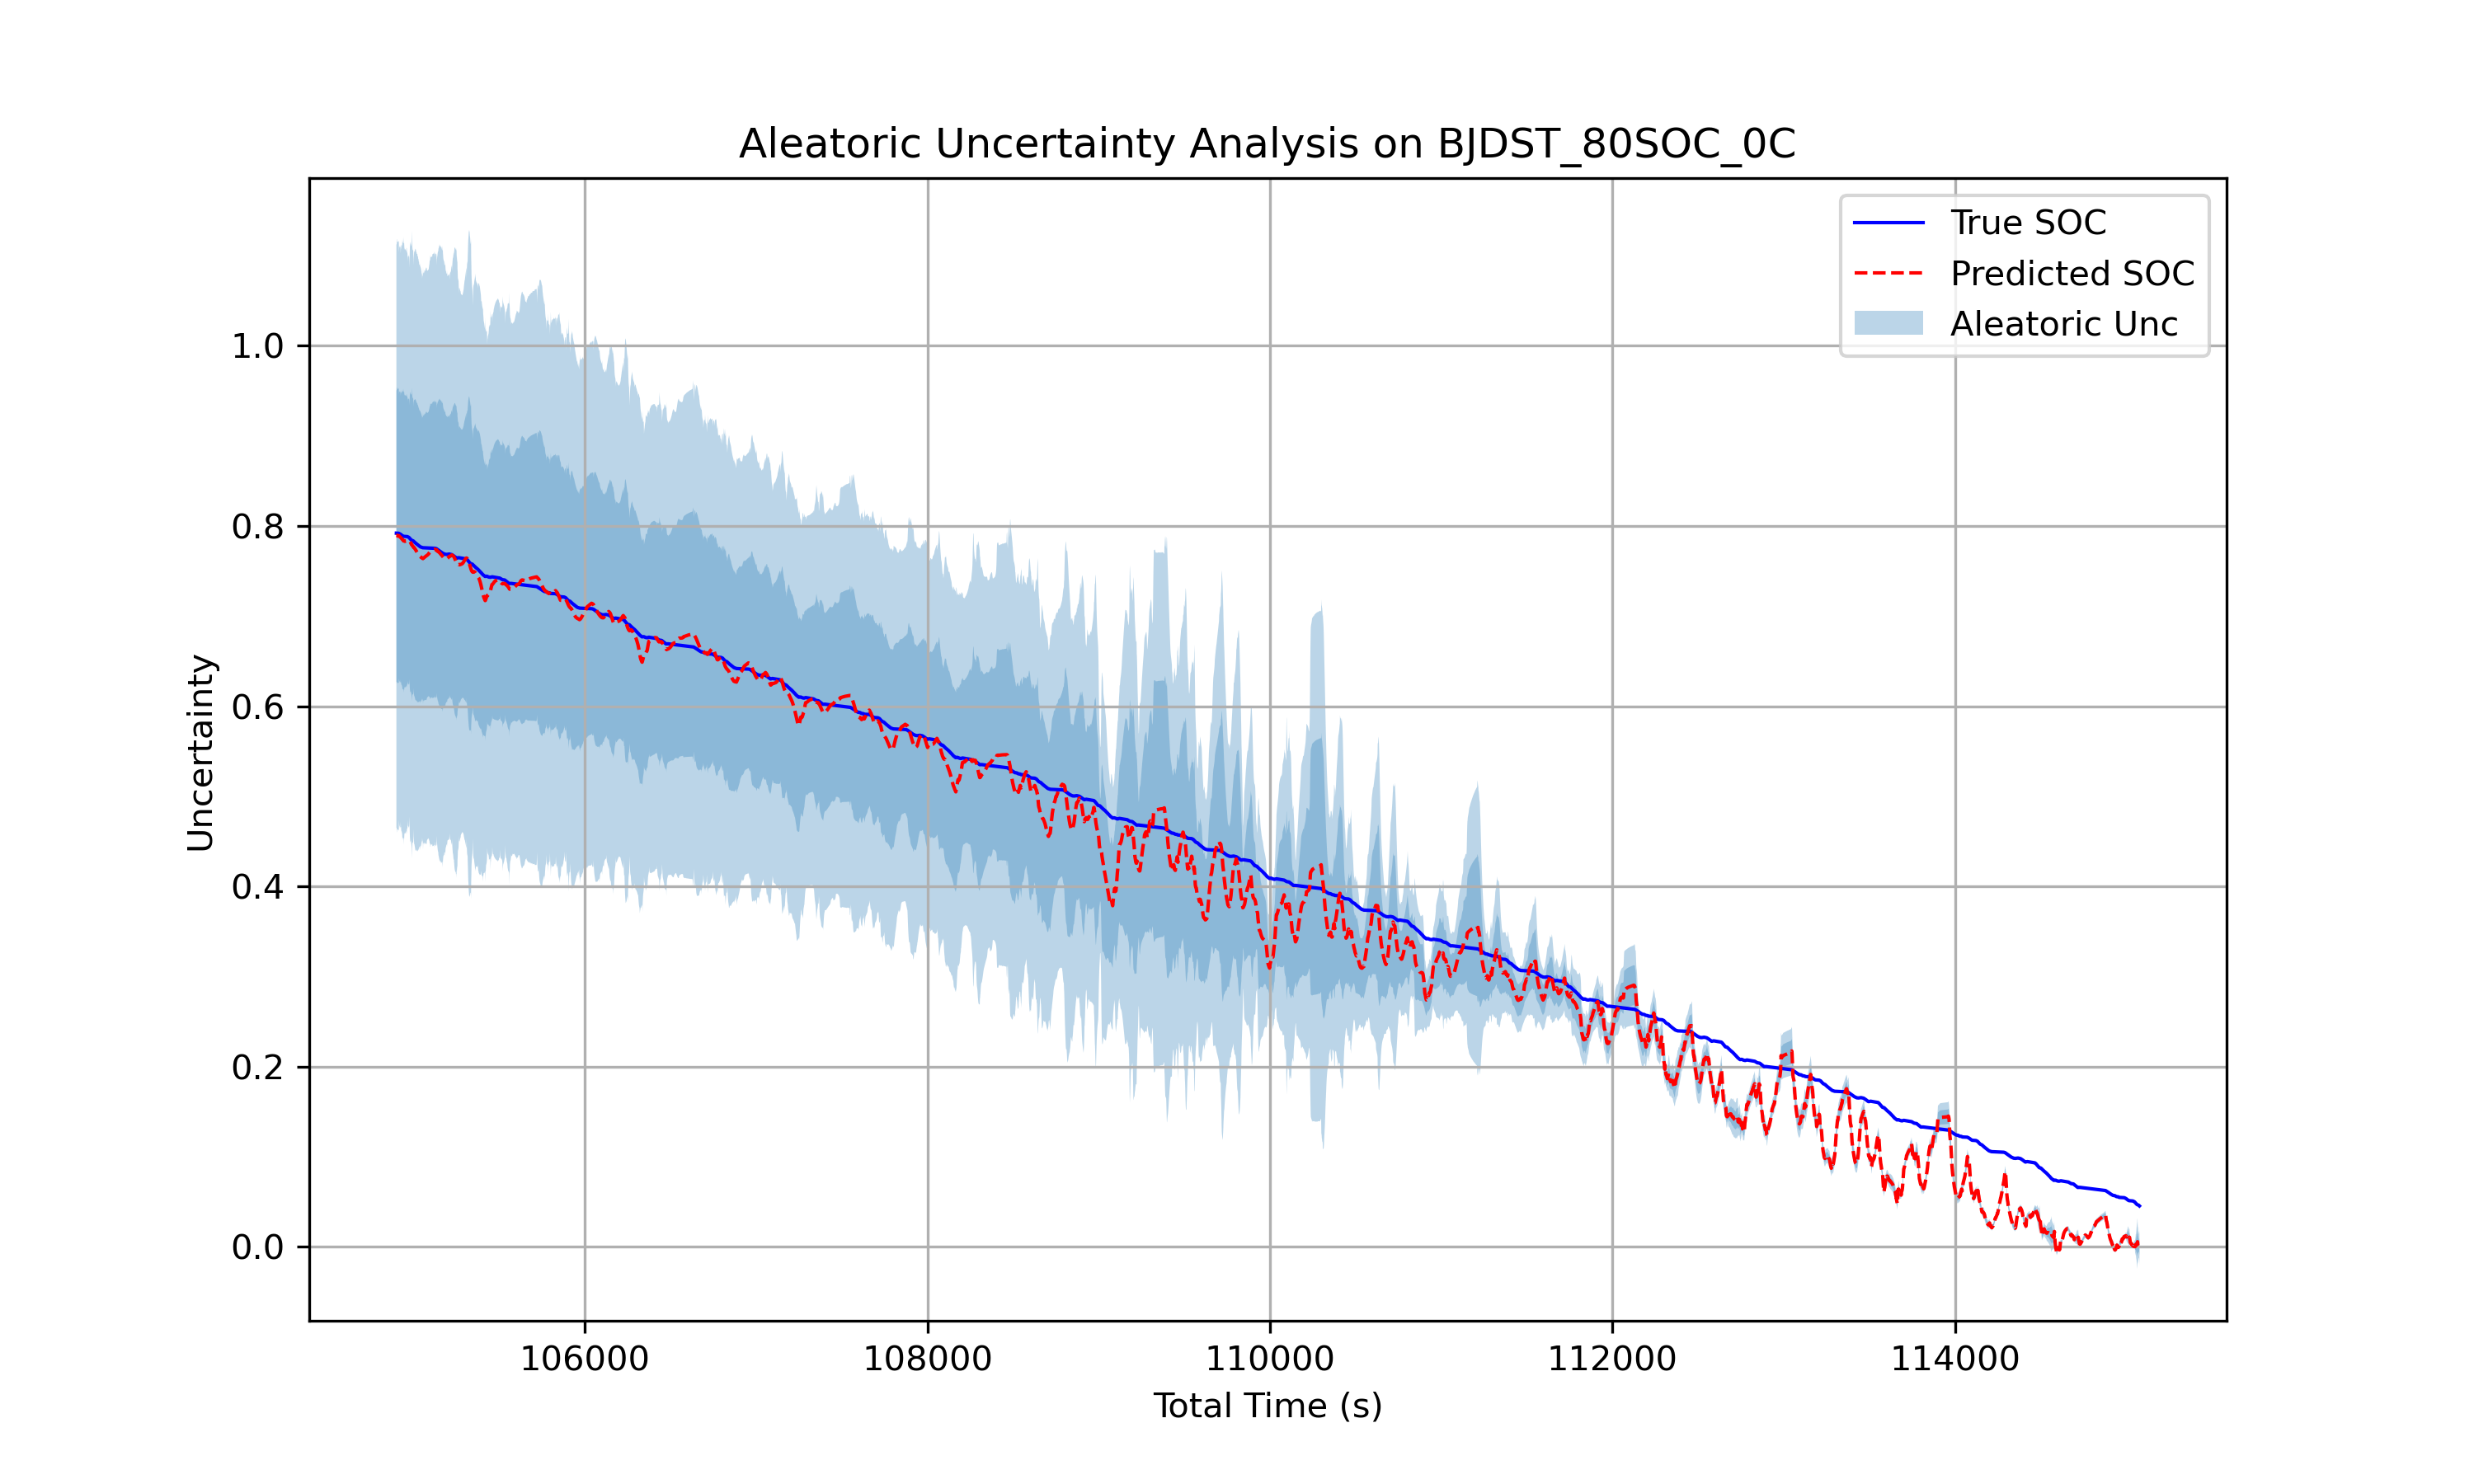 Aleatoric Uncertainty Analysis on BJDST_80SOC_0C
True SOC
Predicted SOC
Aleatoric Unc
Uncertainty
1.0
0.8
0.6
0.4
0.2
0.0
106000 108000 110000 112000 114000
Total Time (s)